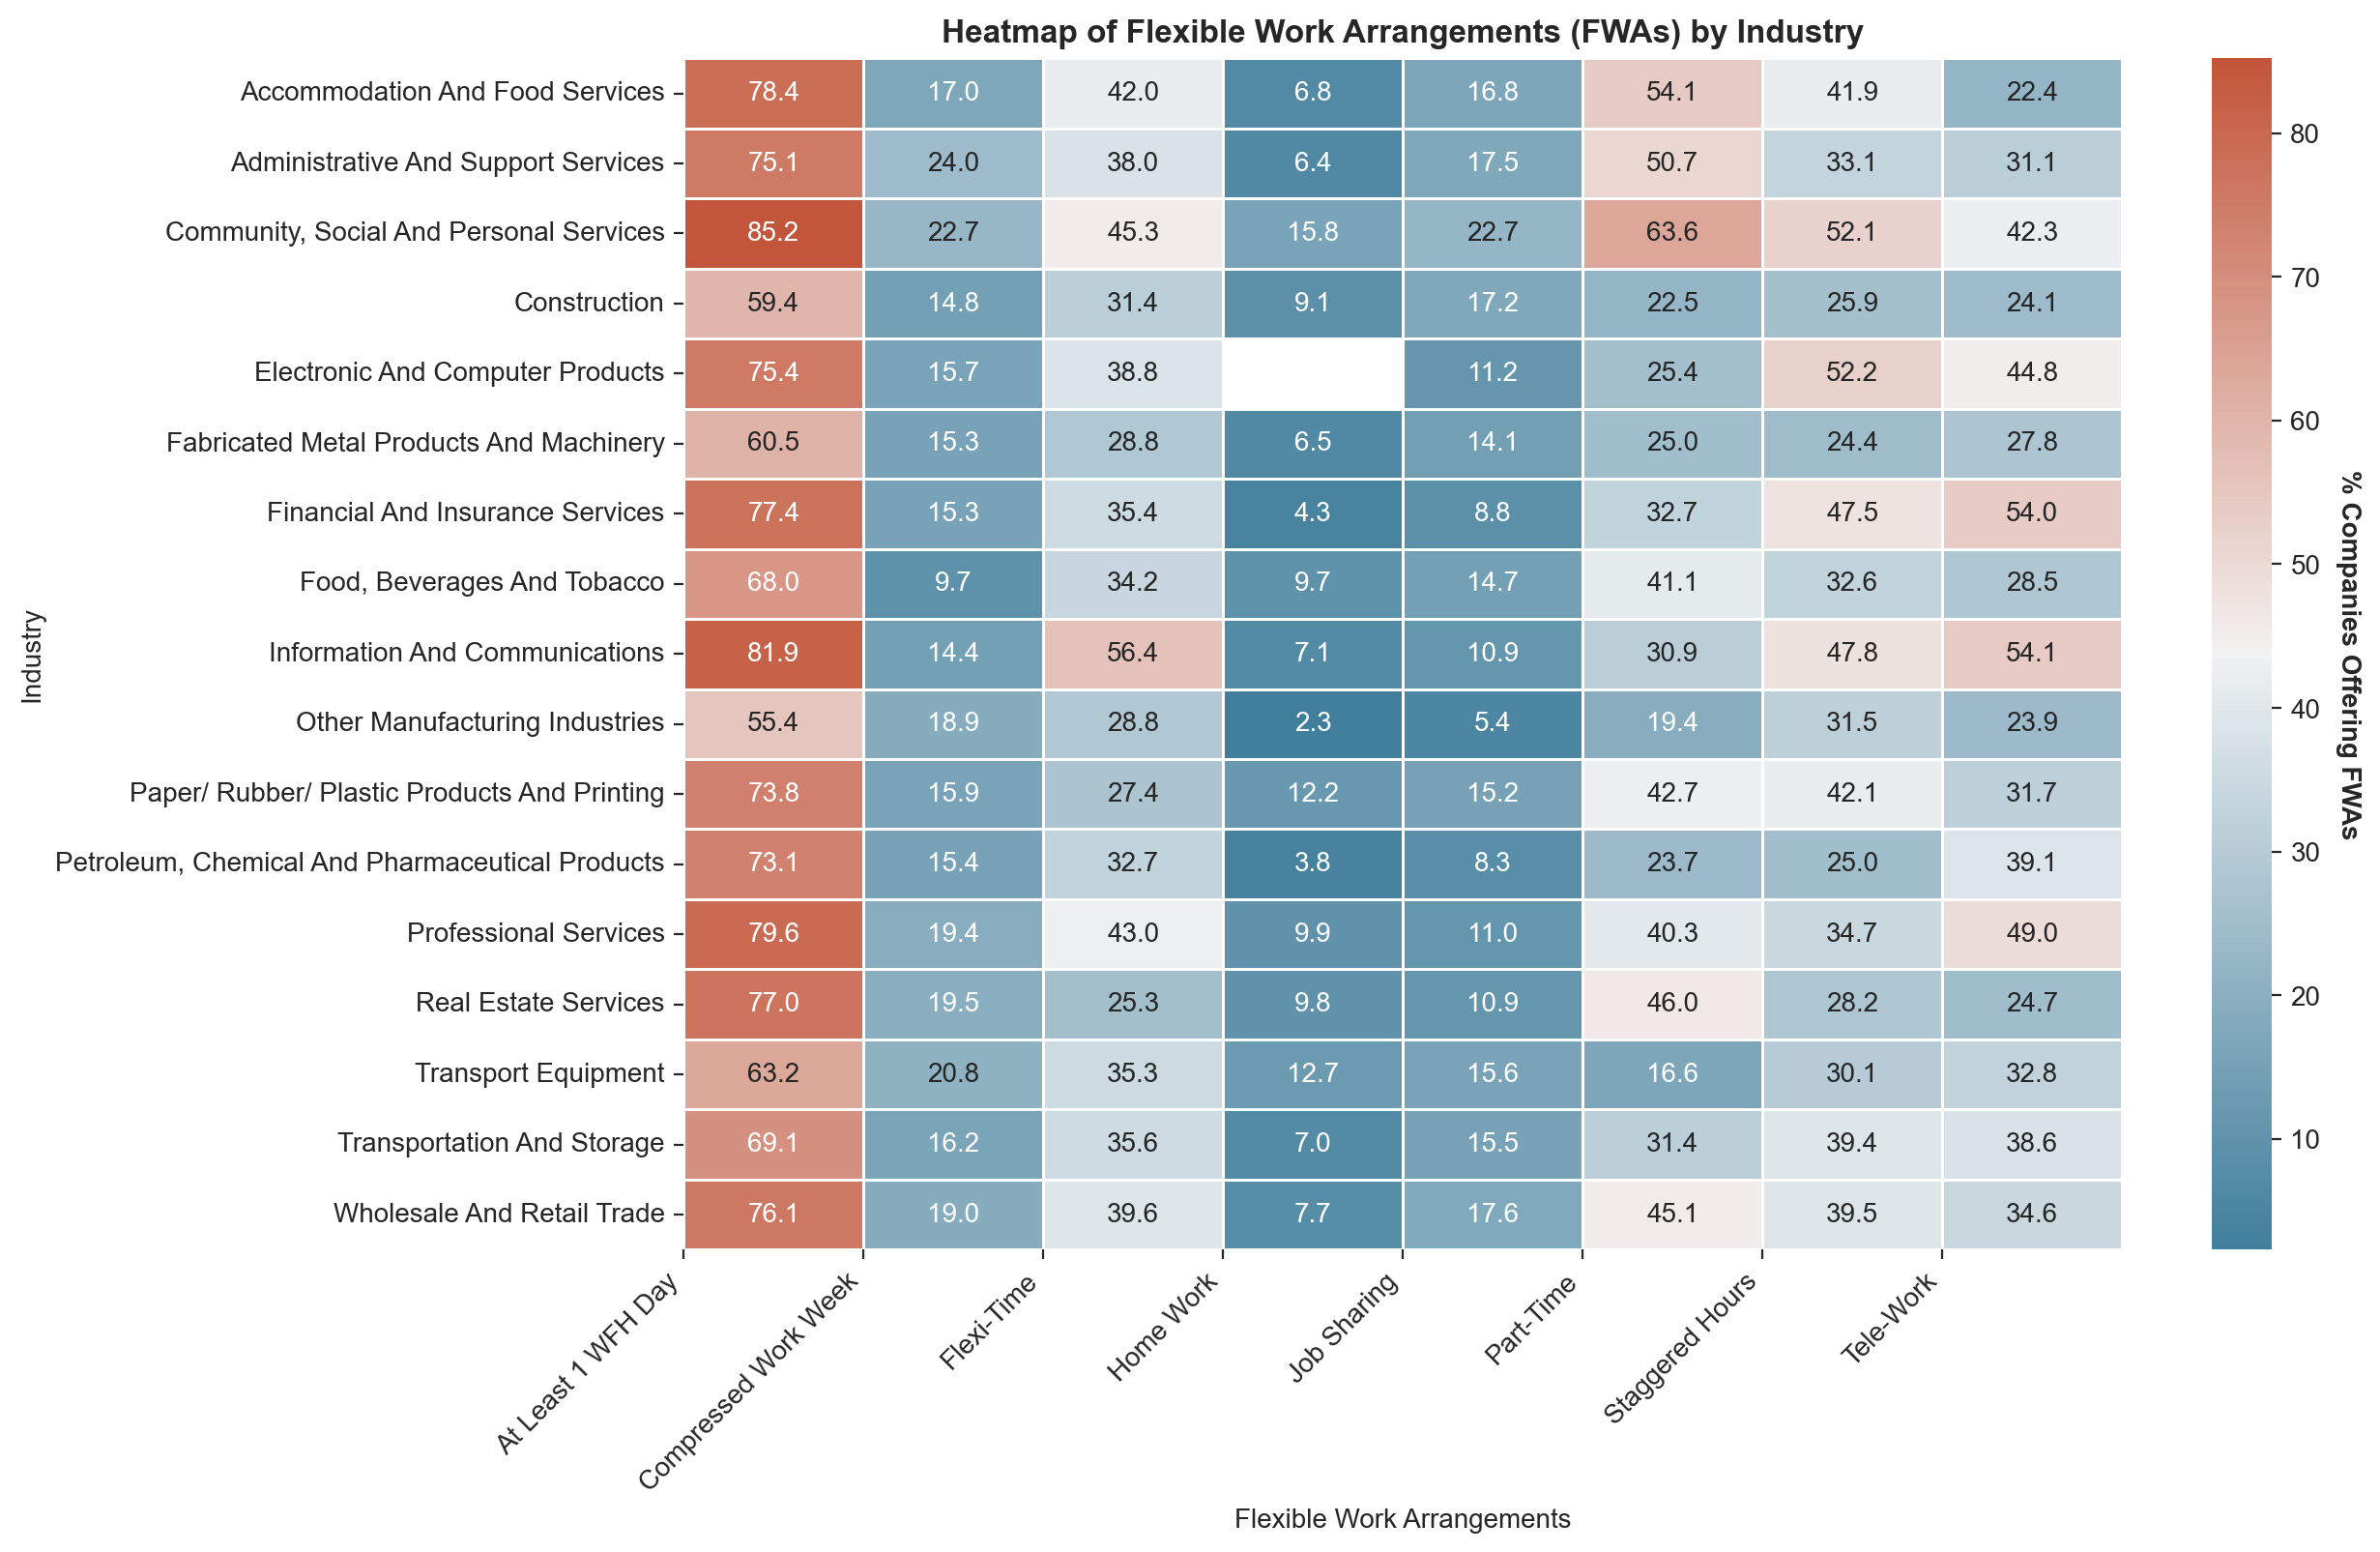 Heatmap of Flexible Work Arrangements (FWAs) by Industry
Accommodation And Food Services 78.4 17.0 42.0 6.8 16.8 54.1 41.9 22.4
Administrative And Support Services 75.1 24.0 38.0 6.4 17.5 50.7 33.1 31.1
Community, Social And Personal Services 85.2 22.7 45.3 15.8 22.7 63.6 52.1 42.3
Construction 59.4 14.8 31.4 9.1 17.2 22.5 25.9 24.1
Electronic And Computer Products 75.4 15.7 38.8 11.2 25.4 52.2 44.8
Fabricated Metal Products And Machinery 60.5 15.3 28.8 6.5 14.1 25.0 24.4 27.8
Financial And Insurance Services 77.4 15.3 35.4 4.3 8.8 32.7 47.5 54.0
Food, Beverages And Tobacco 68.0 9.7 34.2 9.7 14.7 41.1 32.6 28.5
Information And Communications 81.9 14.4 56.4 7.1 10.9 30.9 47.8 54.1
Other Manufacturing Industries 55.4 18.9 28.8 2.3 5.4 19.4 31.5 23.9
Paper/ Rubber/ Plastic Products And Printing 73.8 15.9 27.4 12.2 15.2 42.7 42.1 31.7
Petroleum, Chemical And Pharmaceutical Products 73.1 15.4 32.7 3.8 8.3 23.7 25.0 39.1
Professional Services 79.6 19.4 43.0 9.9 11.0 40.3 34.7 49.0
Real Estate Services 77.0 19.5 25.3 9.8 10.9 46.0 28.2 24.7
Transport Equipment 63.2 20.8 35.3 12.7 15.6 16.6 30.1 32.8
Transportation And Storage 69.1 16.2 35.6 7.0 15.5 31.4 39.4 38.6
Wholesale And Retail Trade 76.1 19.0 39.6 7.7 17.6 45.1 39.5 34.6
Industry
At Least 1 WFH Day
Compressed Work Week
Flexi-Time
Home Work
Job Sharing
Part-Time
Staggered Hours
Tele-Work
Flexible Work Arrangements
80
70
60
50
40
30
20
10
% Companies Offering FWAs